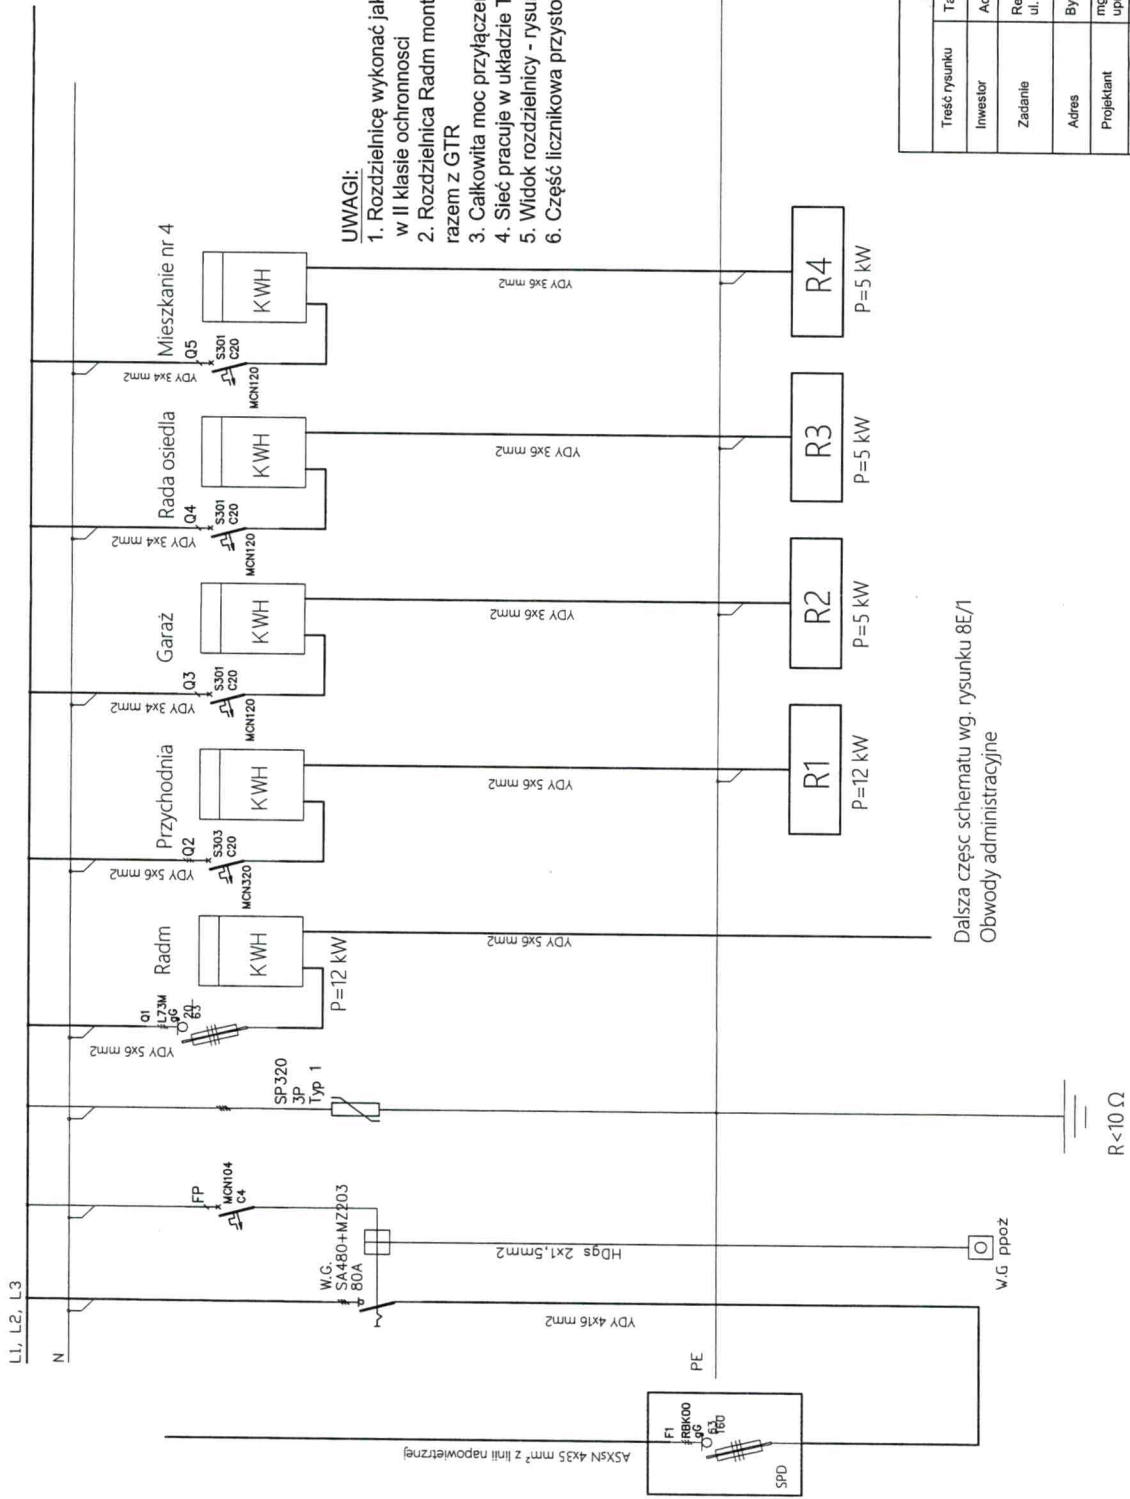 L1, L2, L3
N
ASXsN 4x35 mm² z linii napowietrznej
F1
RBK00
gG
63
160
SPD
PE
YDY 4x16 mm2
W.G.
SA480+MZ203
80A
FP
MCN104
C4
HDgs 2x1,5mm2
W.G ppoż
SP320
3P
Typ 1
R<10 Ω
YDY 5x6 mm2
Q1
L73M
gG
20
63
Radm
KWH
P=12 kW
YDY 5x6 mm2
Dalsza częsc schematu wg. rysunku 8E/1
Obwody administracyjne
YDY 5x6 mm2
Przychodnia
Q2
S303
C20
MCN320
KWH
YDY 5x6 mm2
R1
P=12 kW
YDY 3x4 mm2
Garaż
Q3
S301
C20
MCN120
KWH
YDY 3x6 mm2
R2
P=5 kW
YDY 3x4 mm2
Rada osiedla
Q4
S301
C20
MCN120
KWH
YDY 3x6 mm2
R3
P=5 kW
YDY 3x4 mm2
Mieszkanie nr 4
Q5
S301
C20
MCN120
KWH
YDY 3x6 mm2
R4
P=5 kW
UWAGI:
1. Rozdzielnicę wykonać
w II klasie ochronnosci
2. Rozdzielnica Radm
razem z GTR
3. Całkowita moc
4. Sieć pracuje w układzie
5. Widok rozdzielnicy -
6. Część licznikowa
Treść rysunku
Inwestor
Zadanie
ul.
Adres
Projektant
mgr